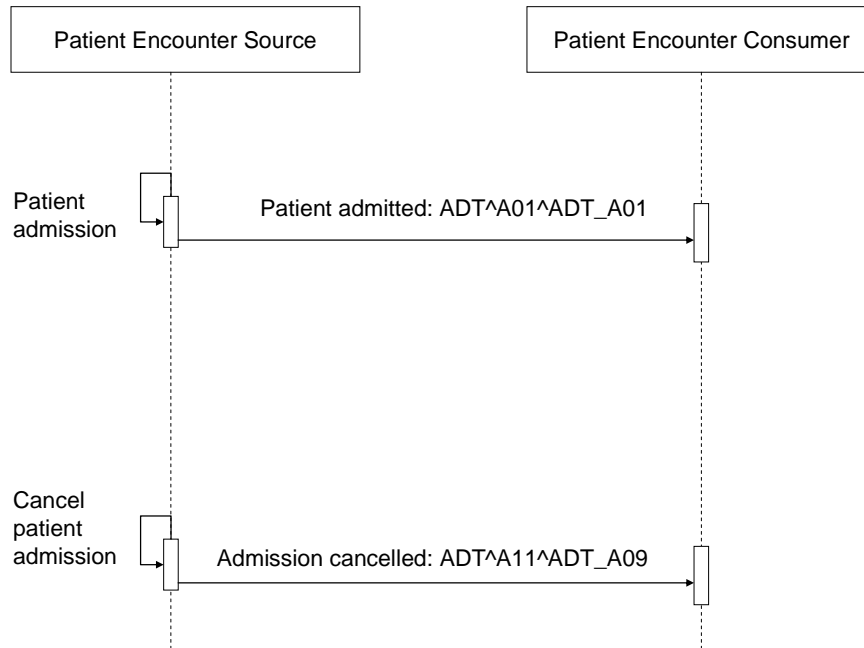 Patient Encounter Source
Patient Encounter Consumer
Patient
admission
Patient admitted: ADT^A01^ADT_A01
Cancel
patient
admission
Admission cancelled: ADT^A11^ADT_A09